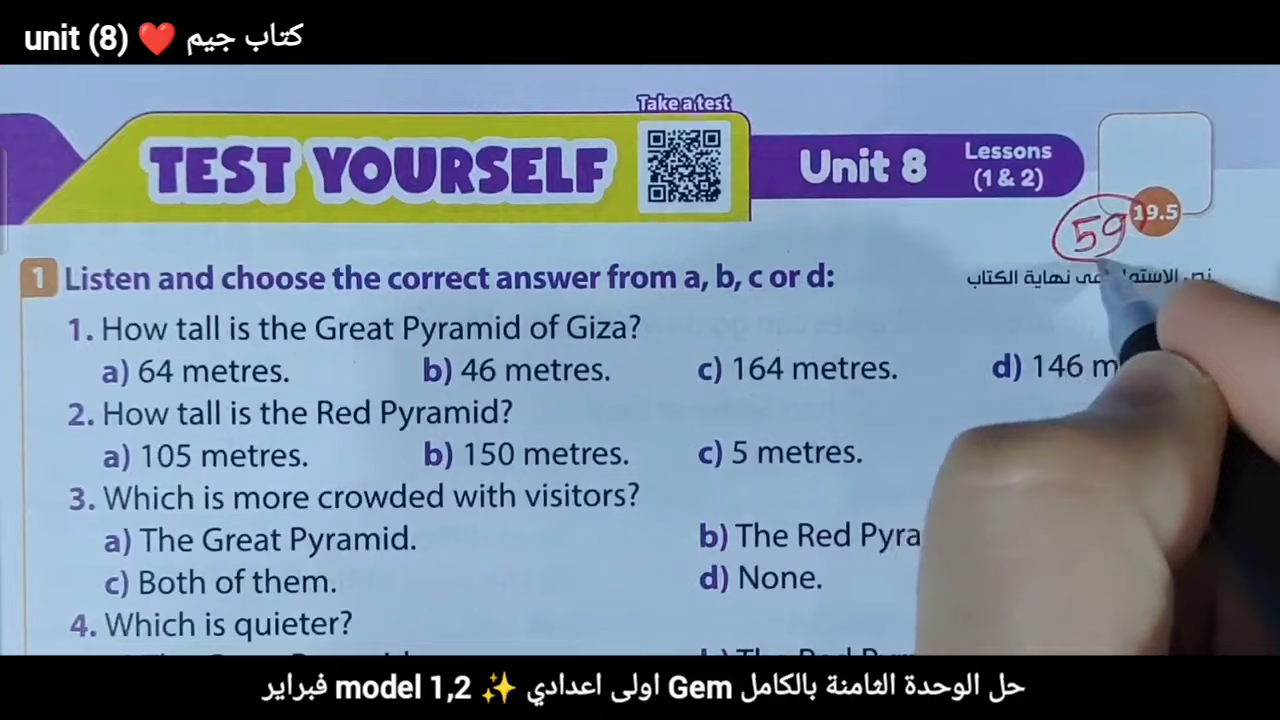 unit (8) ❤️ كتاب جيم
Take a test
TEST YOURSELF
Unit 8 Lessons (1 & 2)
59
19.5
1 Listen and choose the correct answer from a, b, c or d:
نهاية الكتاب
1. How tall is the Great Pyramid of Giza?
a) 64 metres. b) 46 metres. c) 164 metres. d) 146 m
2. How tall is the Red Pyramid?
a) 105 metres. b) 150 metres. c) 5 metres.
3. Which is more crowded with visitors?
a) The Great Pyramid. b) The Red Pyra
c) Both of them. d) None.
4. Which is quieter?
حل الوحدة الثامنة بالكامل Gem اولى اعدادي ✨ model 1,2 فبراير